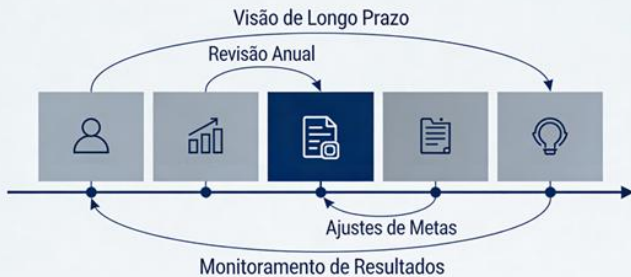 Visão de Longo Prazo
Revisão Anual
Ajustes de Metas
Monitoramento de Resultados